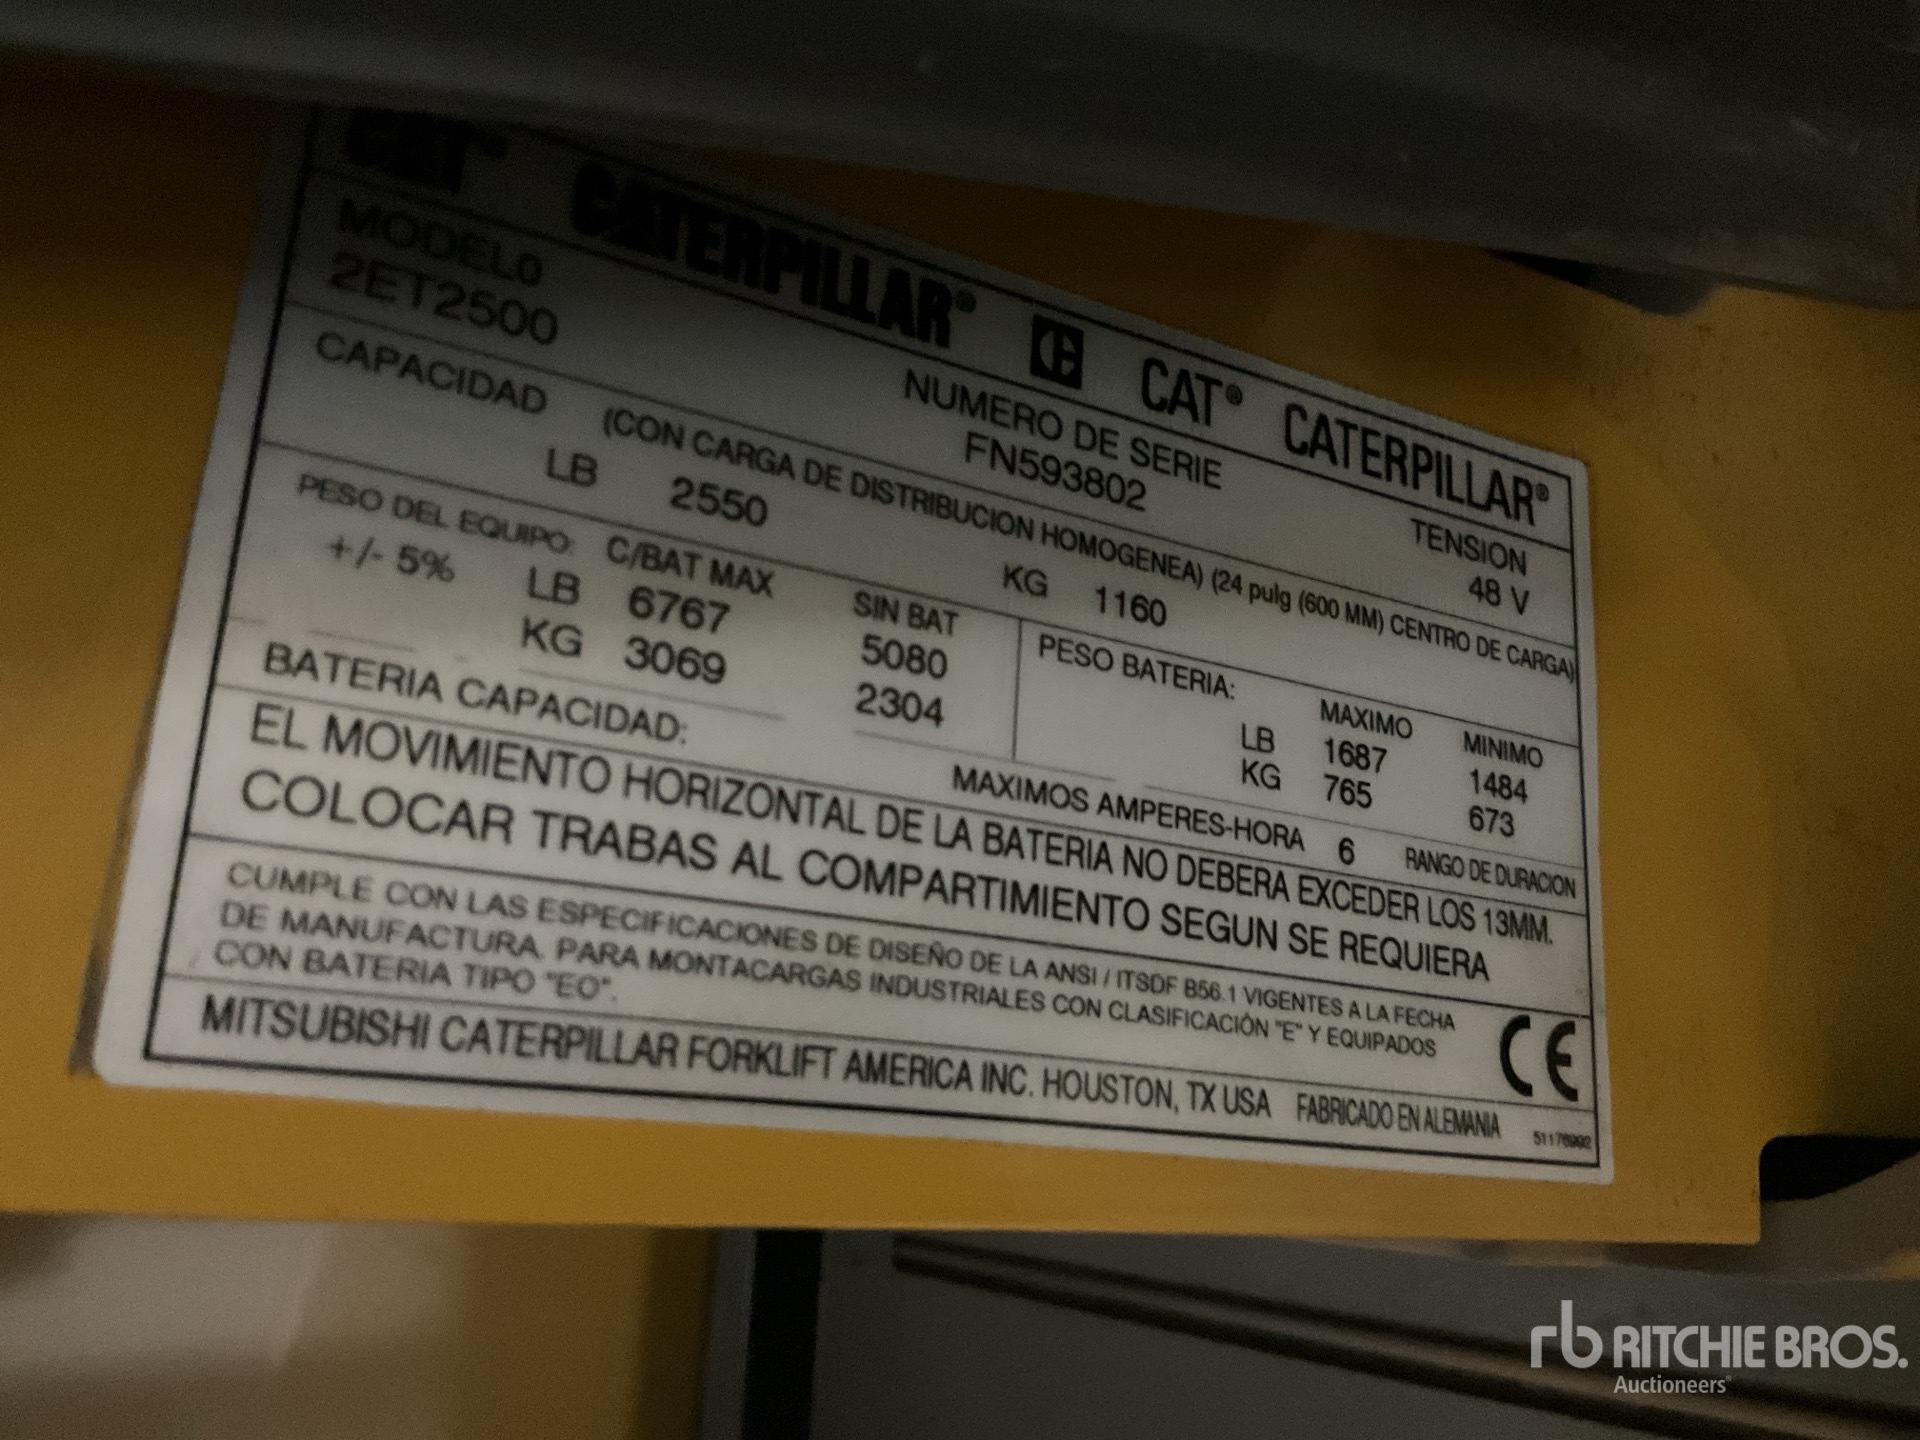 CAT® CATERPILLAR® CAT® CATERPILLAR®
MODELO
2ET2500
NUMERO DE SERIE
FN593802
TENSION
48 V
CAPACIDAD (CON CARGA DE DISTRIBUCION HOMOGENEA) (24 pulg (600 MM) CENTRO DE CARGA)
LB 2550 KG 1160
PESO DEL EQUIPO: C/BAT MAX SIN BAT
+/- 5% LB 6767 5080
KG 3069 2304
PESO BATERIA: MAXIMO MINIMO
LB 1687 1484
KG 765 673
BATERIA CAPACIDAD: MAXIMOS AMPERES-HORA 6 RANGO DE DURACION
EL MOVIMIENTO HORIZONTAL DE LA BATERIA NO DEBERA EXCEDER LOS 13MM.
COLOCAR TRABAS AL COMPARTIMIENTO SEGUN SE REQUIERA
CUMPLE CON LAS ESPECIFICACIONES DE DISEÑO DE LA ANSI / ITSDF B56.1 VIGENTES A LA FECHA
DE MANUFACTURA. PARA MONTACARGAS INDUSTRIALES CON CLASIFICACIÓN "E" Y EQUIPADOS
CON BATERIA TIPO "EO".
CE
MITSUBISHI CATERPILLAR FORKLIFT AMERICA INC. HOUSTON, TX USA FABRICADO EN ALEMANIA
51176992
rb RITCHIE BROS.
Auctioneers®